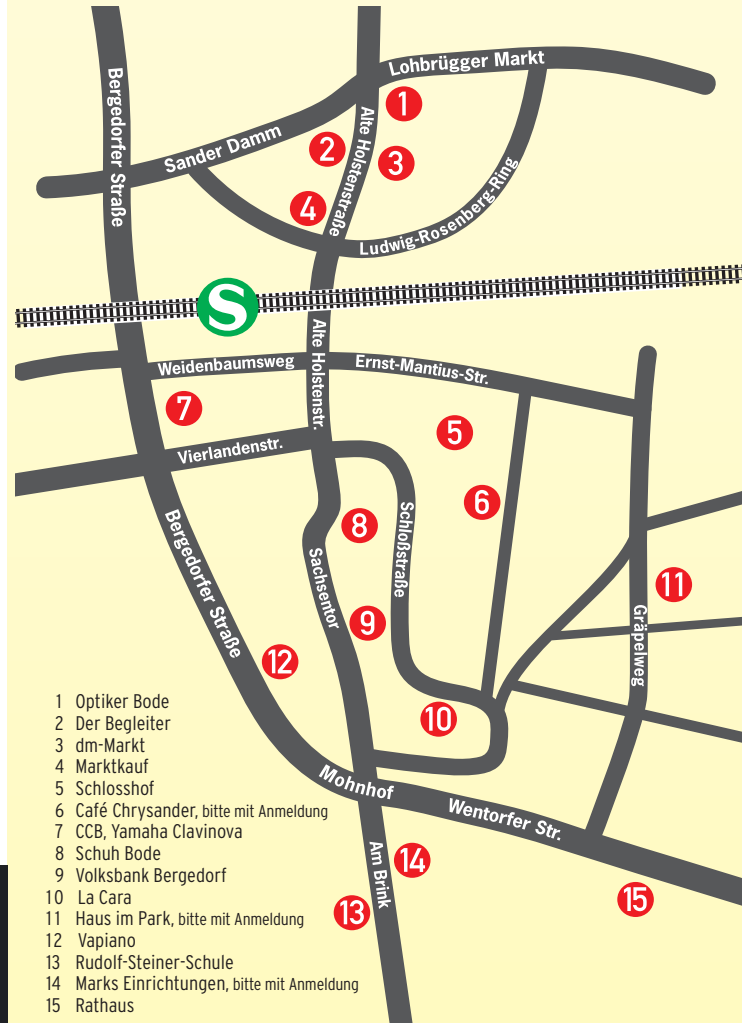 Lohbrügger Markt
Bergedorfer Straße
1
Sander Damm
Alte Holstenstraße
2
3
4
Ludwig-Rosenberg-Ring
S
Alte Holstenstr.
Weidenbaumsweg
Ernst-Mantius-Str.
7
5
Vierlandenstr.
6
8
Schloßstraße
Bergedorfer Straße
Sachsentor
11
9
Gräpelweg
12
10
Mohnhof
Wentorfer Str.
Am Brink
14
13
15
1 Optiker Bode
2 Der Begleiter
3 dm-Markt
4 Marktkauf
5 Schlosshof
6 Café Chrysander, bitte mit Anmeldung
7 CCB, Yamaha Clavinova
8 Schuh Bode
9 Volksbank Bergedorf
10 La Cara
11 Haus im Park, bitte mit Anmeldung
12 Vapiano
13 Rudolf-Steiner-Schule
14 Marks Einrichtungen, bitte mit Anmeldung
15 Rathaus